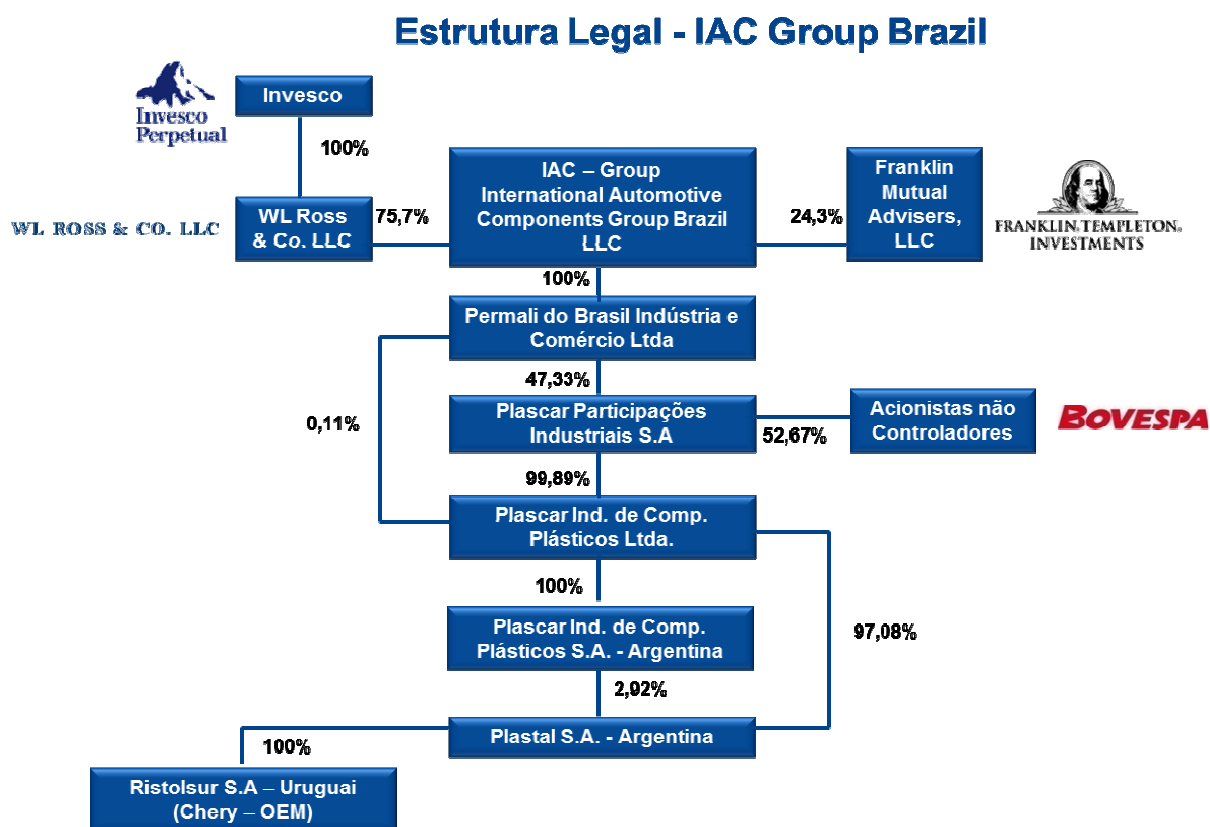 Estrutura Legal - IAC Group Brazil
Invesco
Perpetual
Invesco
100%
WL ROSS & CO. LLC
WL Ross
& Co. LLC
75,7%
IAC – Group
International Automotive
Components Group Brazil
LLC
24,3%
Franklin
Mutual
Advisers,
LLC
FRANKLIN TEMPLETON
INVESTMENTS
100%
Permali do Brasil Indústria e
Comércio Ltda
47,33%
0,11%
Plascar Participações
Industriais S.A
52,67%
Acionistas não
Controladores
BOVESPA
99,89%
Plascar Ind. de Comp.
Plásticos Ltda.
100%
Plascar Ind. de Comp.
Plásticos S.A. - Argentina
97,08%
2,92%
Plastal S.A. - Argentina
100%
Ristolsur S.A – Uruguai
(Chery – OEM)